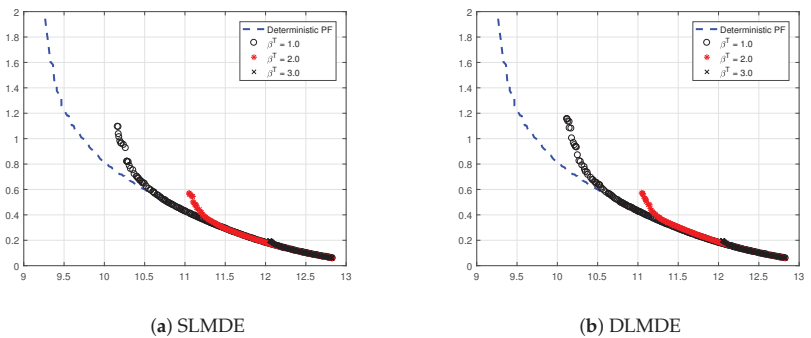 2
1.8
1.6
1.4
1.2
1
0.8
0.6
0.4
0.2
0
9 9.5 10 10.5 11 11.5 12 12.5 13
Deterministic PF
β^T = 1.0
β^T = 2.0
β^T = 3.0
(a) SLMDE
2
1.8
1.6
1.4
1.2
1
0.8
0.6
0.4
0.2
0
9 9.5 10 10.5 11 11.5 12 12.5 13
Deterministic PF
β^T = 1.0
β^T = 2.0
β^T = 3.0
(b) DLMDE